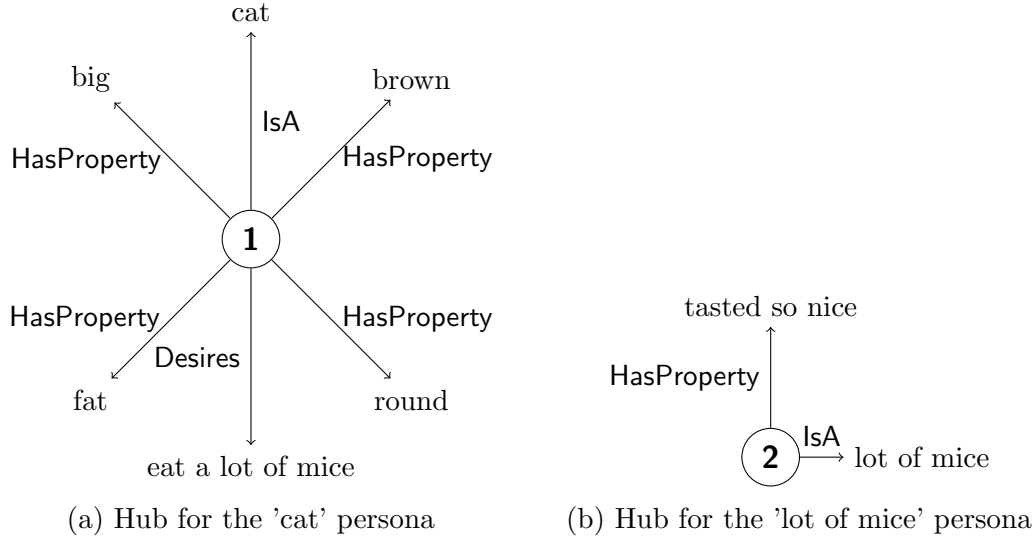 cat
big
brown
IsA
HasProperty
HasProperty
1
HasProperty
HasProperty
Desires
fat
round
eat a lot of mice
(a) Hub for the 'cat' persona
tasted so nice
HasProperty
IsA
2
lot of mice
(b) Hub for the 'lot of mice' persona